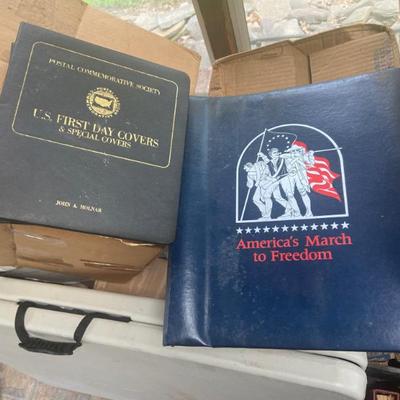 POSTAL COMMEMORATIVE SOCIETY
U.S. FIRST DAY COVERS
& SPECIAL COVERS
JOHN A MOLNAR
America's March
to Freedom